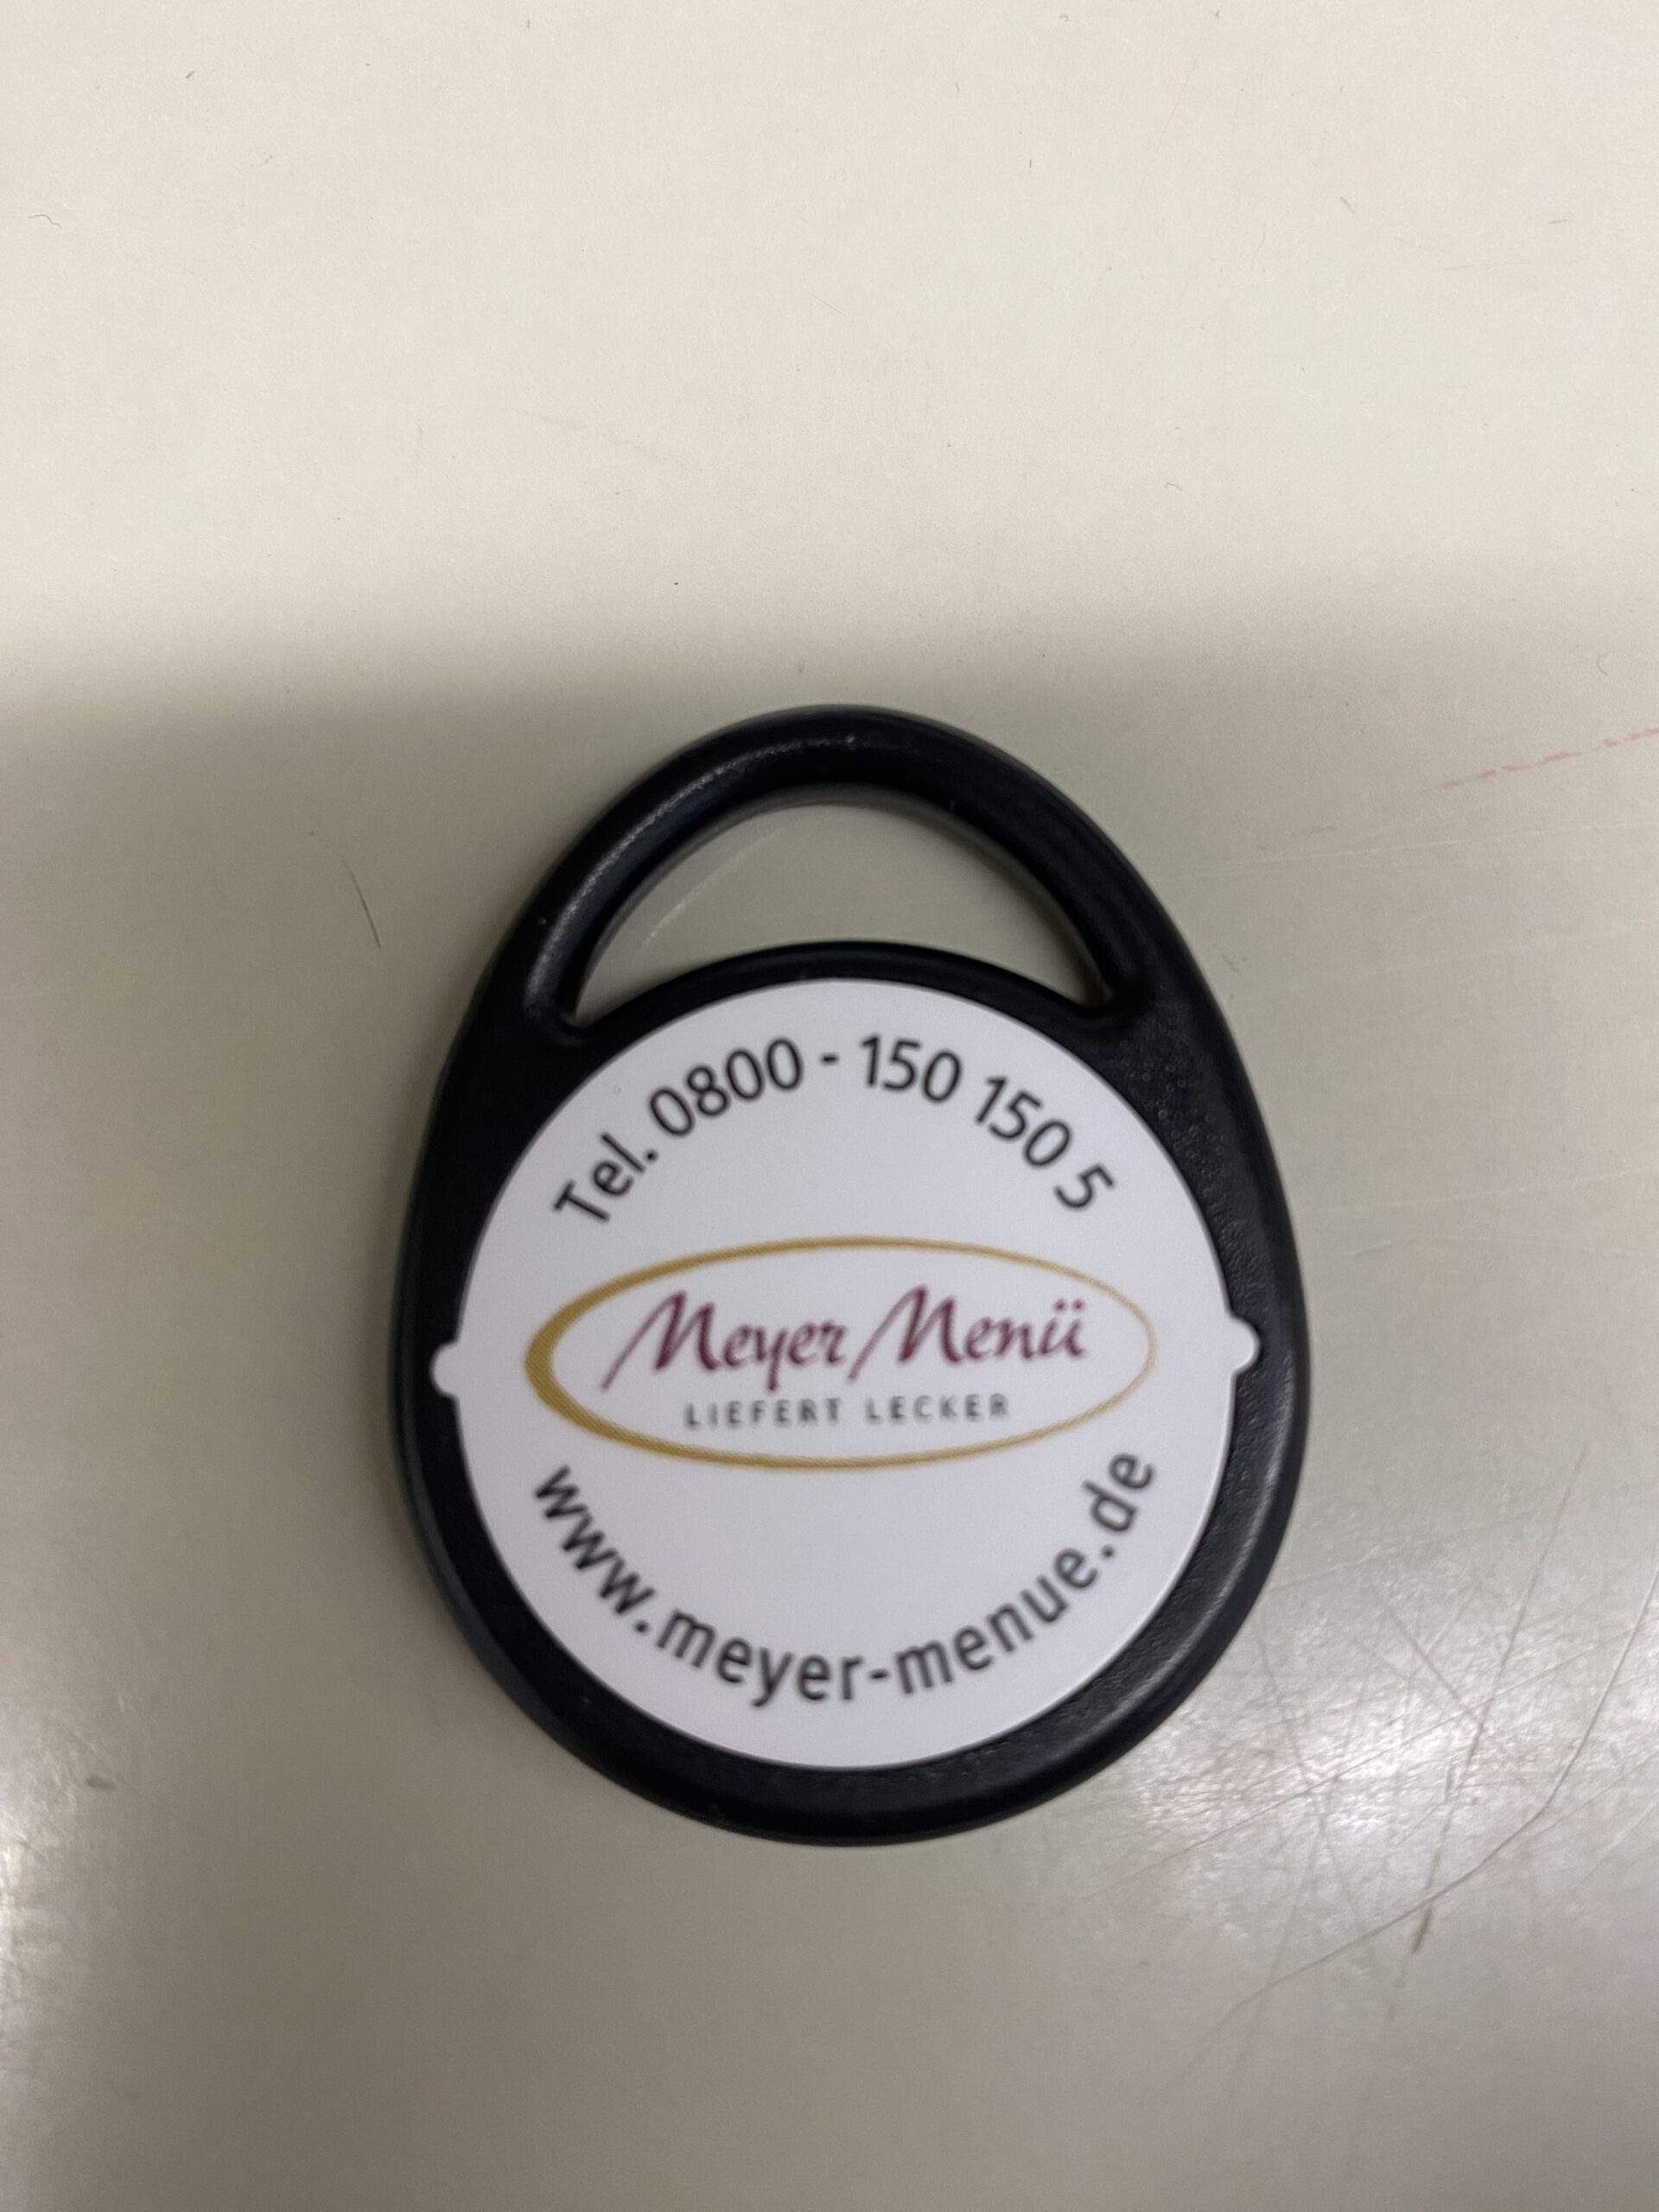 Tel. 0800 - 150 150 5
Meyer Menü
LIEFERT LECKER
www.meyer-menue.de